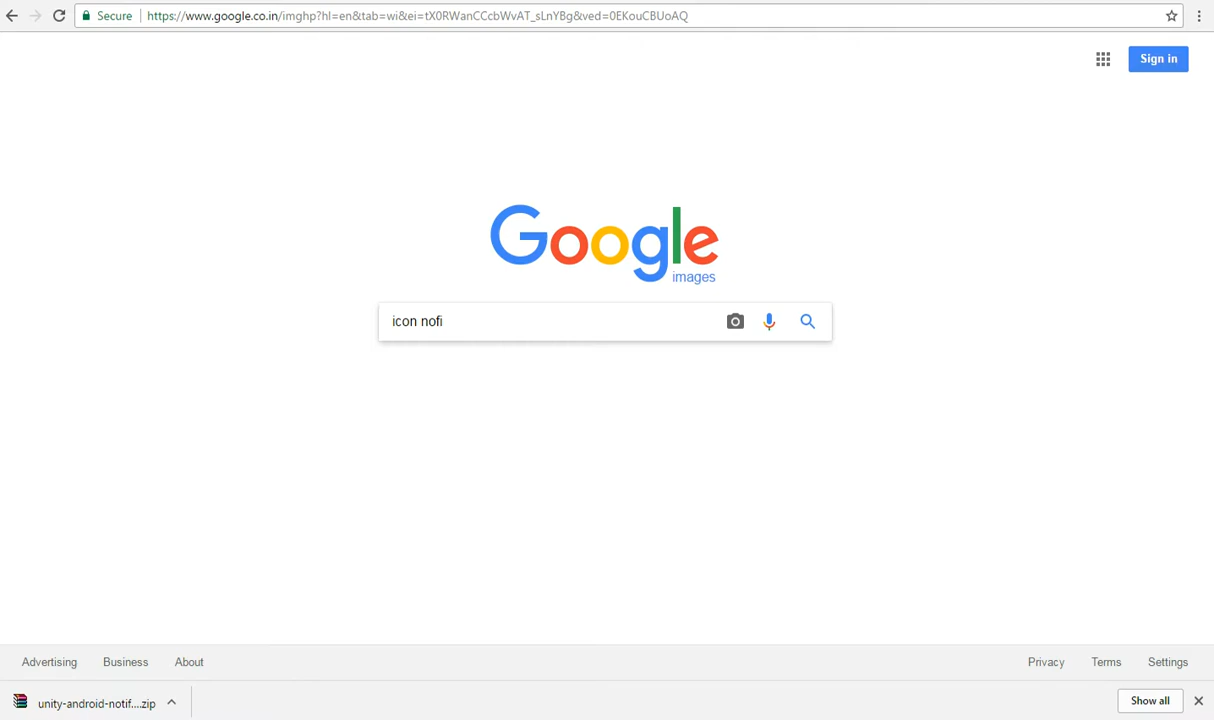 Secure
https://www.google.co.in/imghp?hl=en&tab=wi&ei=tX0RWanCCcbWvAT_sLnYBg&ved=0EKouCBUoAQ
Sign in
Google
images
icon nofi
Advertising Business About Privacy Terms Settings
unity-android-notif....zip Show all